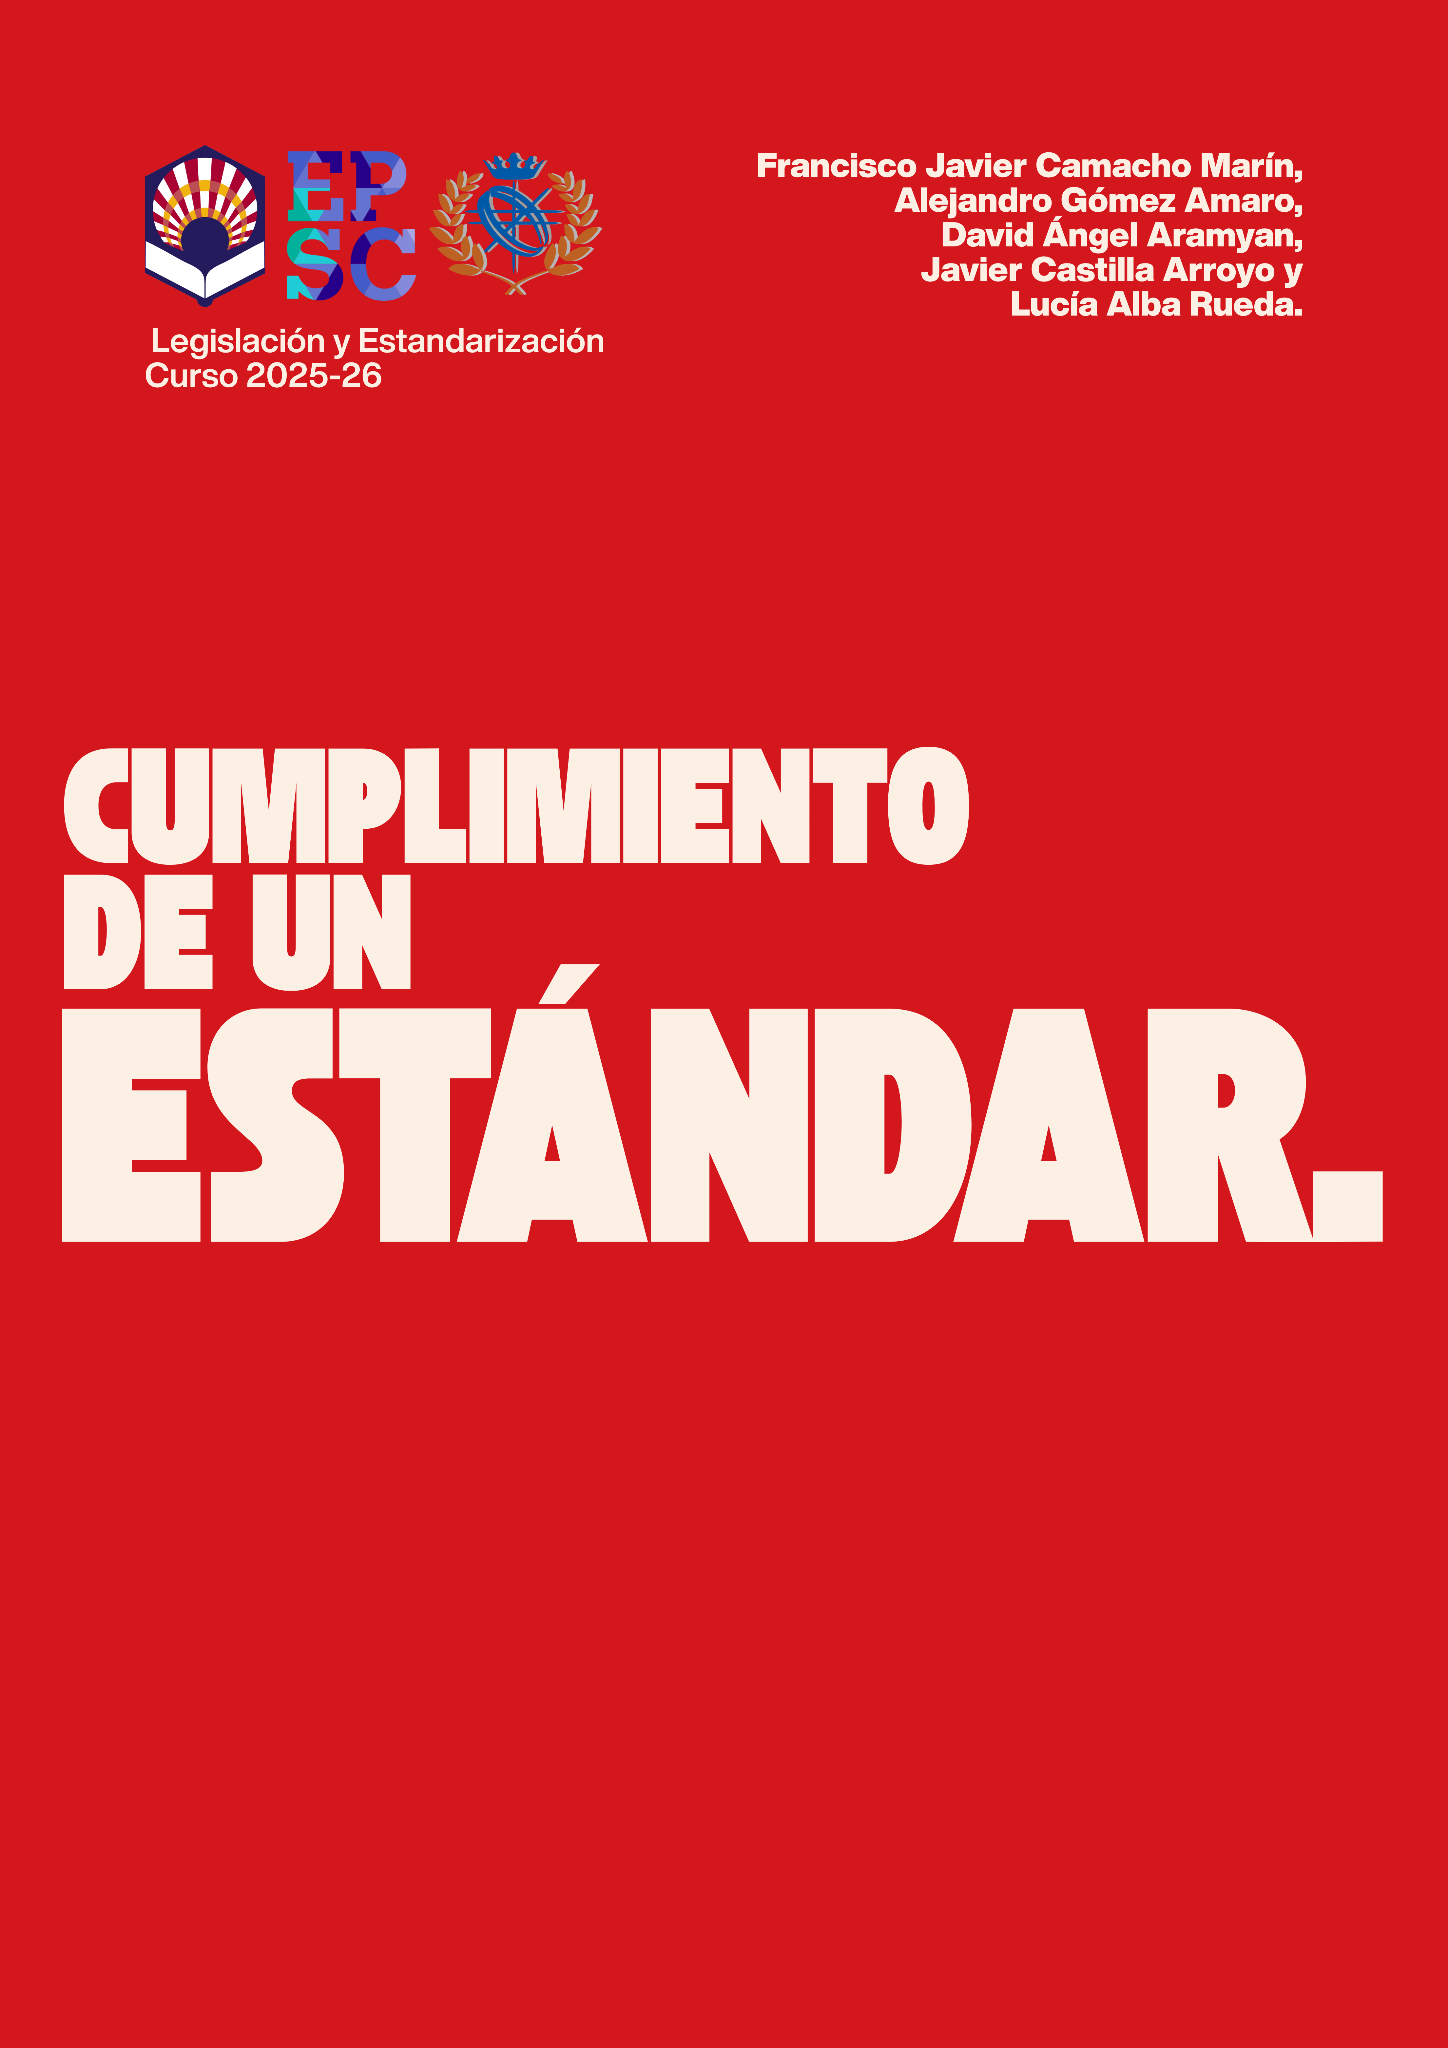 EP
SC
Legislación y Estandarización
Curso 2025-26
Francisco Javier Camacho Marín,
Alejandro Gómez Amaro,
David Ángel Aramyan,
Javier Castilla Arroyo y
Lucía Alba Rueda.
CUMPLIMIENTO
DE UN
ESTÁNDAR.